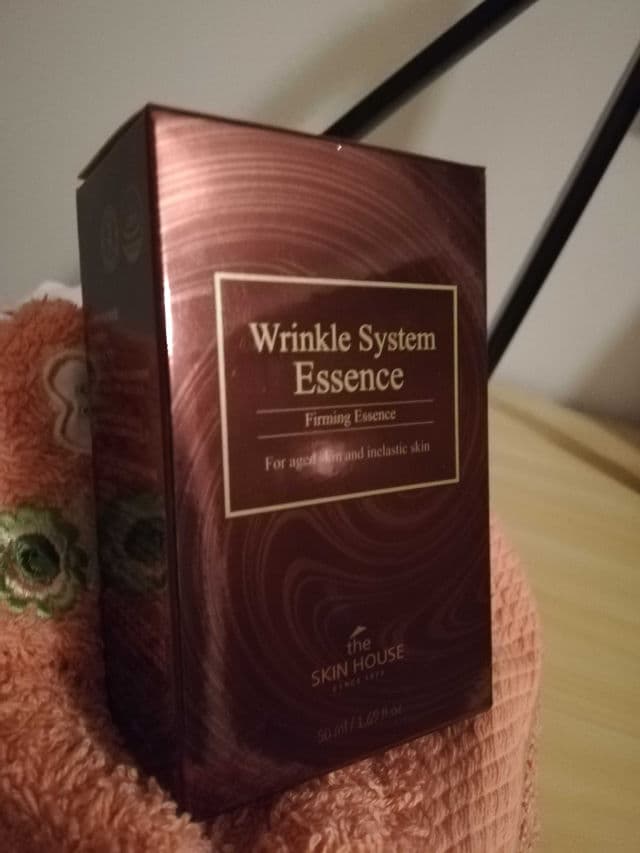 Wrinkle System
Essence
Firming Essence
For aged skin and inelastic skin
the
SKIN HOUSE
50 ml / 1.69 fl.oz.